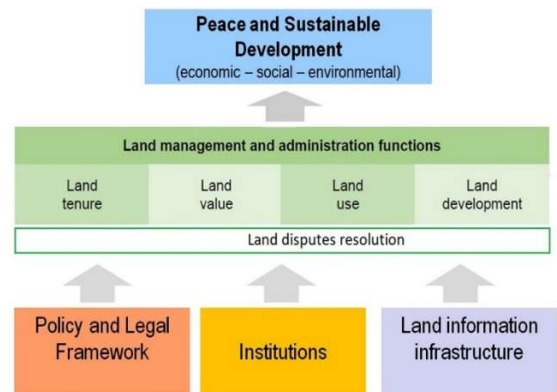 Peace and Sustainable
Development
(economic – social – environmental)
Land management and administration functions
Land
tenure
Land
value
Land
use
Land
development
Land disputes resolution
Policy and Legal
Framework
Institutions
Land information
infrastructure